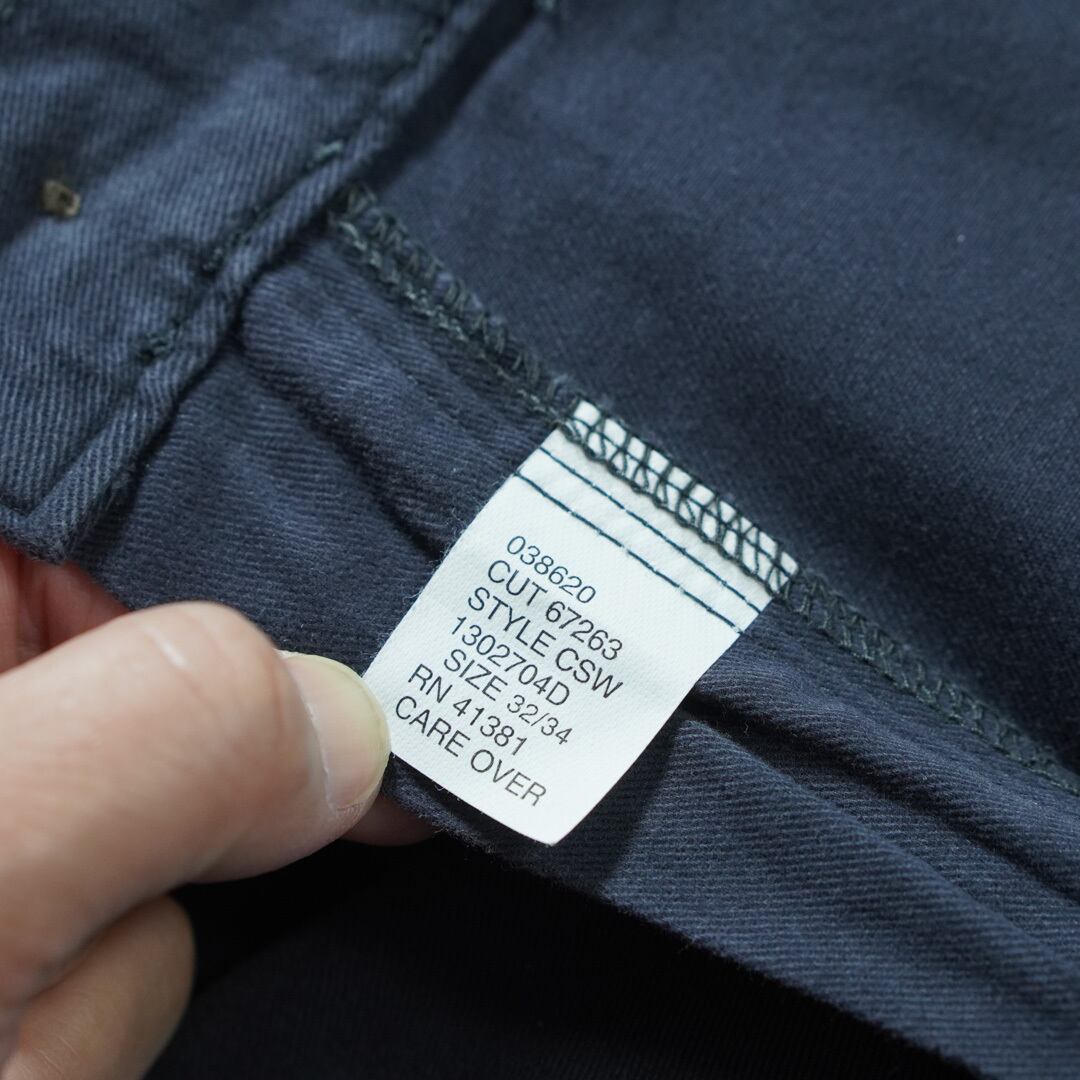 038620
CUT 67263
STYLE CSW
1302704D
SIZE 32/34
RN 41381
CARE OVER